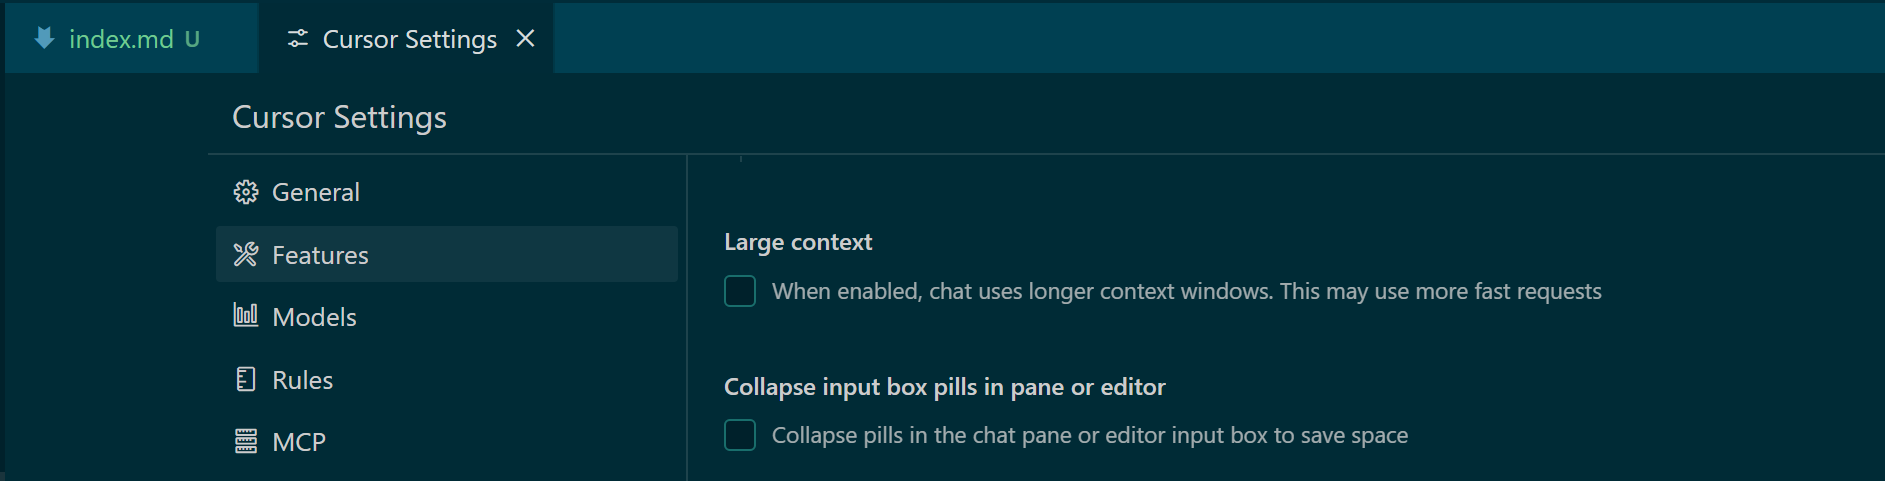 index.md U
Cursor Settings
Cursor Settings
General
Features
Models
Rules
MCP
Large context
When enabled, chat uses longer context windows. This may use more fast requests
Collapse input box pills in pane or editor
Collapse pills in the chat pane or editor input box to save space